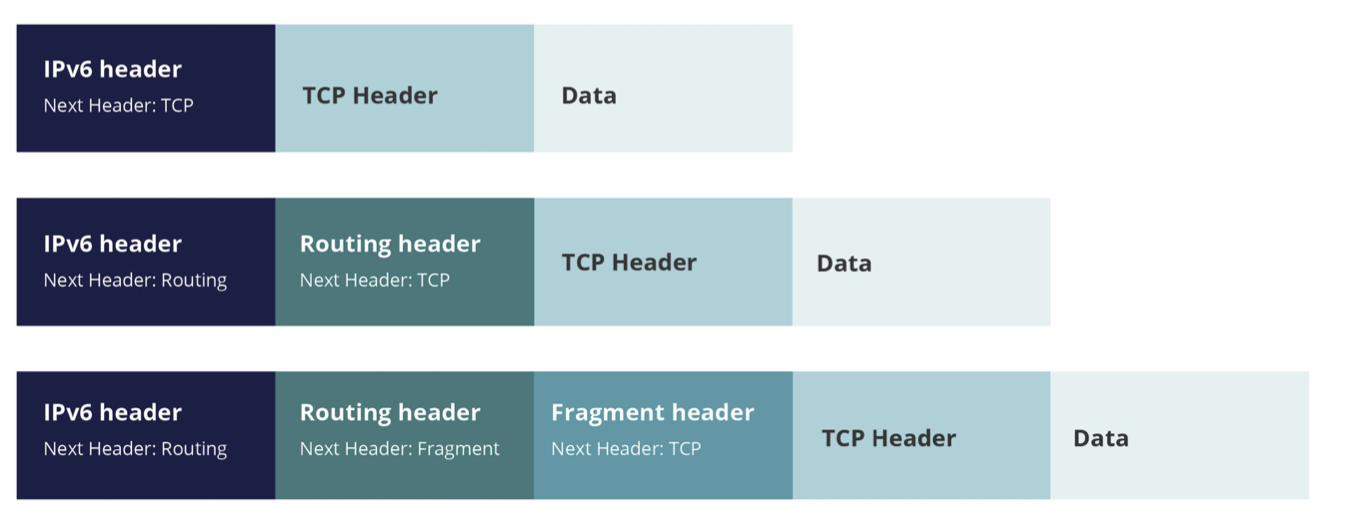 IPv6 header
Next Header: TCP
TCP Header
Data
IPv6 header
Next Header: Routing
Routing header
Next Header: TCP
TCP Header
Data
IPv6 header
Next Header: Routing
Routing header
Next Header: Fragment
Fragment header
Next Header: TCP
TCP Header
Data